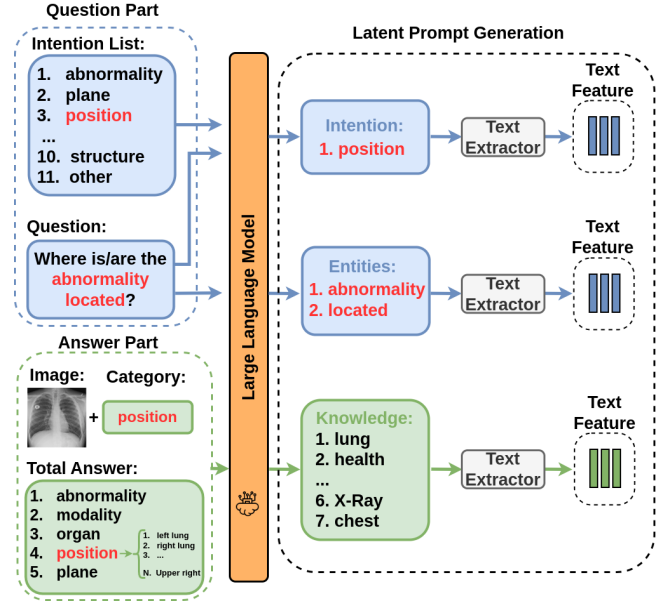 Question Part
Intention List:
1. abnormality
2. plane
3. position
...
10. structure
11. other
Question:
Where is/are the
abnormality
located?
Answer Part
Image:
Category:
+
position
Total Answer:
1. abnormality
2. modality
3. organ
4. position
5. plane
1. left lung
2. right lung
3. ...
N. Upper right
Large Language Model
Latent Prompt Generation
Intention:
1. position
Text
Extractor
Text
Feature
Entities:
1. abnormality
2. located
Text
Extractor
Text
Feature
Knowledge:
1. lung
2. health
...
6. X-Ray
7. chest
Text
Extractor
Text
Feature